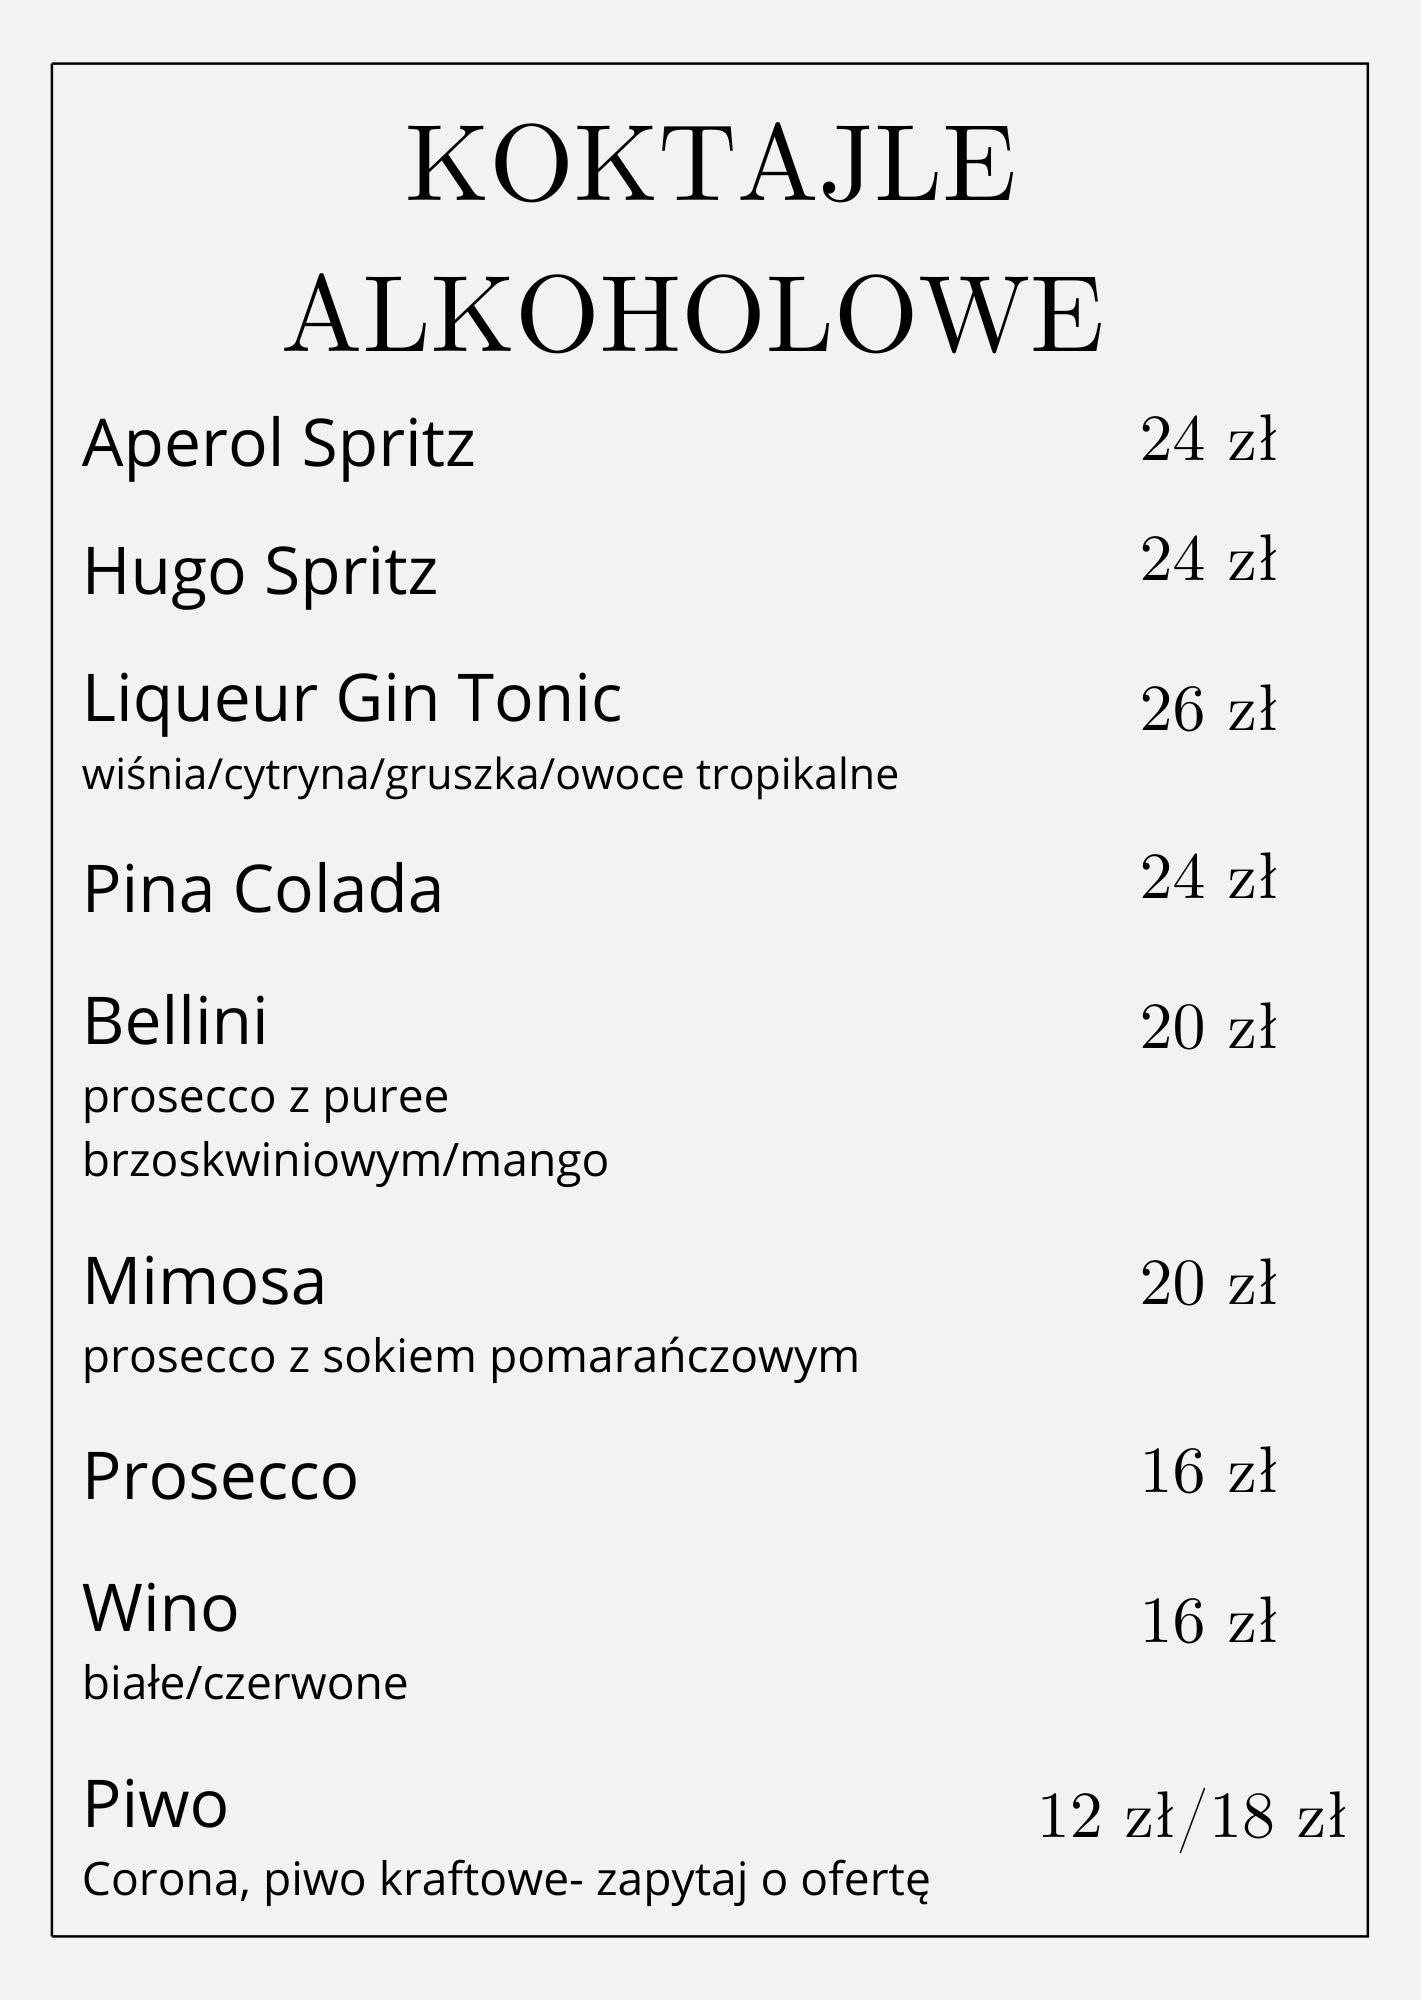 KOKTAJLE
ALKOHOLOWE
Aperol Spritz 24 zł
Hugo Spritz 24 zł
Liqueur Gin Tonic 26 zł
wiśnia/cytryna/gruszka/owoce tropikalne
Pina Colada 24 zł
Bellini 20 zł
prosecco z puree
brzoskwiniowym/mango
Mimosa 20 zł
prosecco z sokiem pomarańczowym
Prosecco 16 zł
Wino 16 zł
białe/czerwone
Piwo 12 zł/18 zł
Corona, piwo kraftowe- zapytaj o ofertę